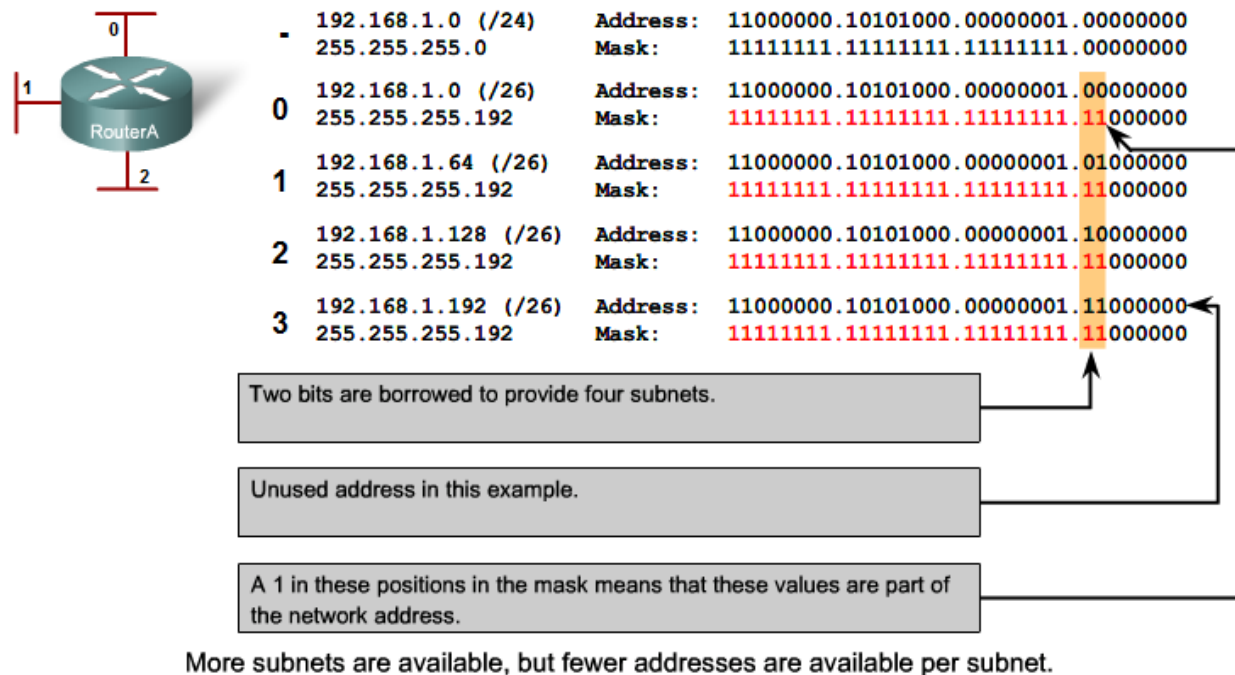 0
1
RouterA
2
- 192.168.1.0 (/24) Address: 11000000.10101000.00000001.00000000
255.255.255.0 Mask: 11111111.11111111.11111111.00000000
0 192.168.1.0 (/26) Address: 11000000.10101000.00000001.00000000
255.255.255.192 Mask: 11111111.11111111.11111111.11000000
1 192.168.1.64 (/26) Address: 11000000.10101000.00000001.01000000
255.255.255.192 Mask: 11111111.11111111.11111111.11000000
2 192.168.1.128 (/26) Address: 11000000.10101000.00000001.10000000
255.255.255.192 Mask: 11111111.11111111.11111111.11000000
3 192.168.1.192 (/26) Address: 11000000.10101000.00000001.11000000
255.255.255.192 Mask: 11111111.11111111.11111111.11000000
Two bits are borrowed to provide four subnets.
Unused address in this example.
A 1 in these positions in the mask means that these values are part of
the network address.
More subnets are available, but fewer addresses are available per subnet.